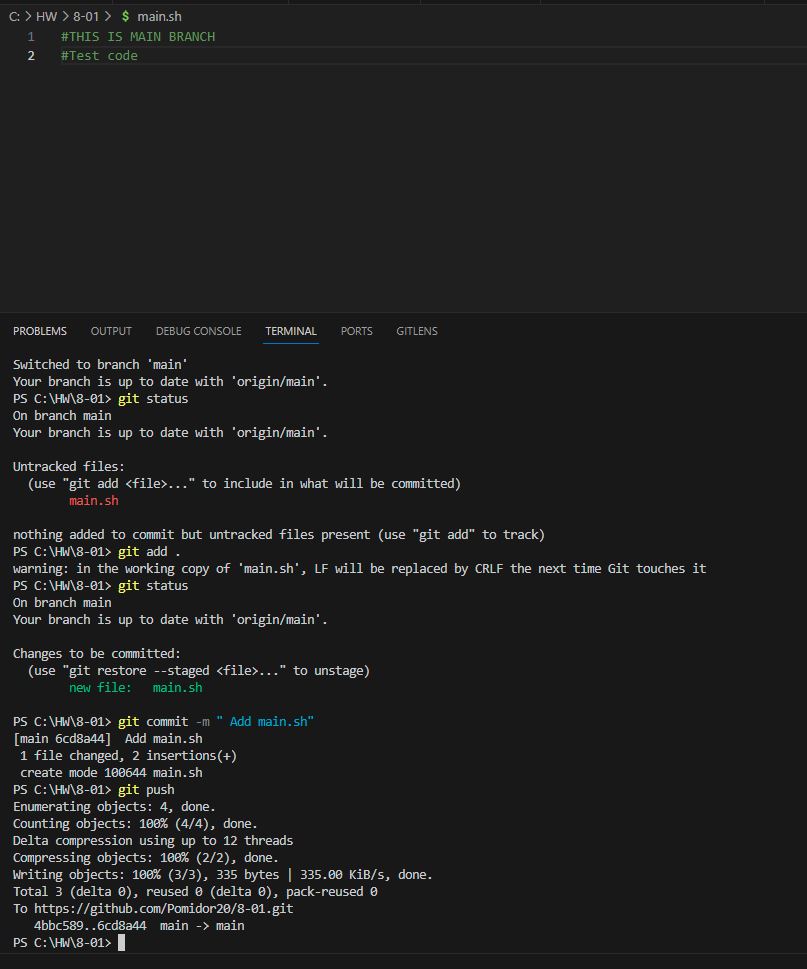 C: > HW > 8-01 > $ main.sh
1 #THIS IS MAIN BRANCH
2 #Test code
PROBLEMS OUTPUT DEBUG CONSOLE TERMINAL PORTS GITLENS
Switched to branch 'main'
Your branch is up to date with 'origin/main'.
PS C:\HW\8-01> git status
On branch main
Your branch is up to date with 'origin/main'.
Untracked files:
  (use "git add <file>..." to include in what will be committed)
        main.sh
nothing added to commit but untracked files present (use "git add" to track)
PS C:\HW\8-01> git add .
warning: in the working copy of 'main.sh', LF will be replaced by CRLF the next time Git touches it
PS C:\HW\8-01> git status
On branch main
Your branch is up to date with 'origin/main'.
Changes to be committed:
  (use "git restore --staged <file>..." to unstage)
        new file:   main.sh
PS C:\HW\8-01> git commit -m " Add main.sh"
[main 6cd8a44]  Add main.sh
 1 file changed, 2 insertions(+)
 create mode 100644 main.sh
PS C:\HW\8-01> git push
Enumerating objects: 4, done.
Counting objects: 100% (4/4), done.
Delta compression using up to 12 threads
Compressing objects: 100% (2/2), done.
Writing objects: 100% (3/3), 335 bytes | 335.00 KiB/s, done.
Total 3 (delta 0), reused 0 (delta 0), pack-reused 0
To https://github.com/Pomidor20/8-01.git
   4bbc589..6cd8a44  main -> main
PS C:\HW\8-01>